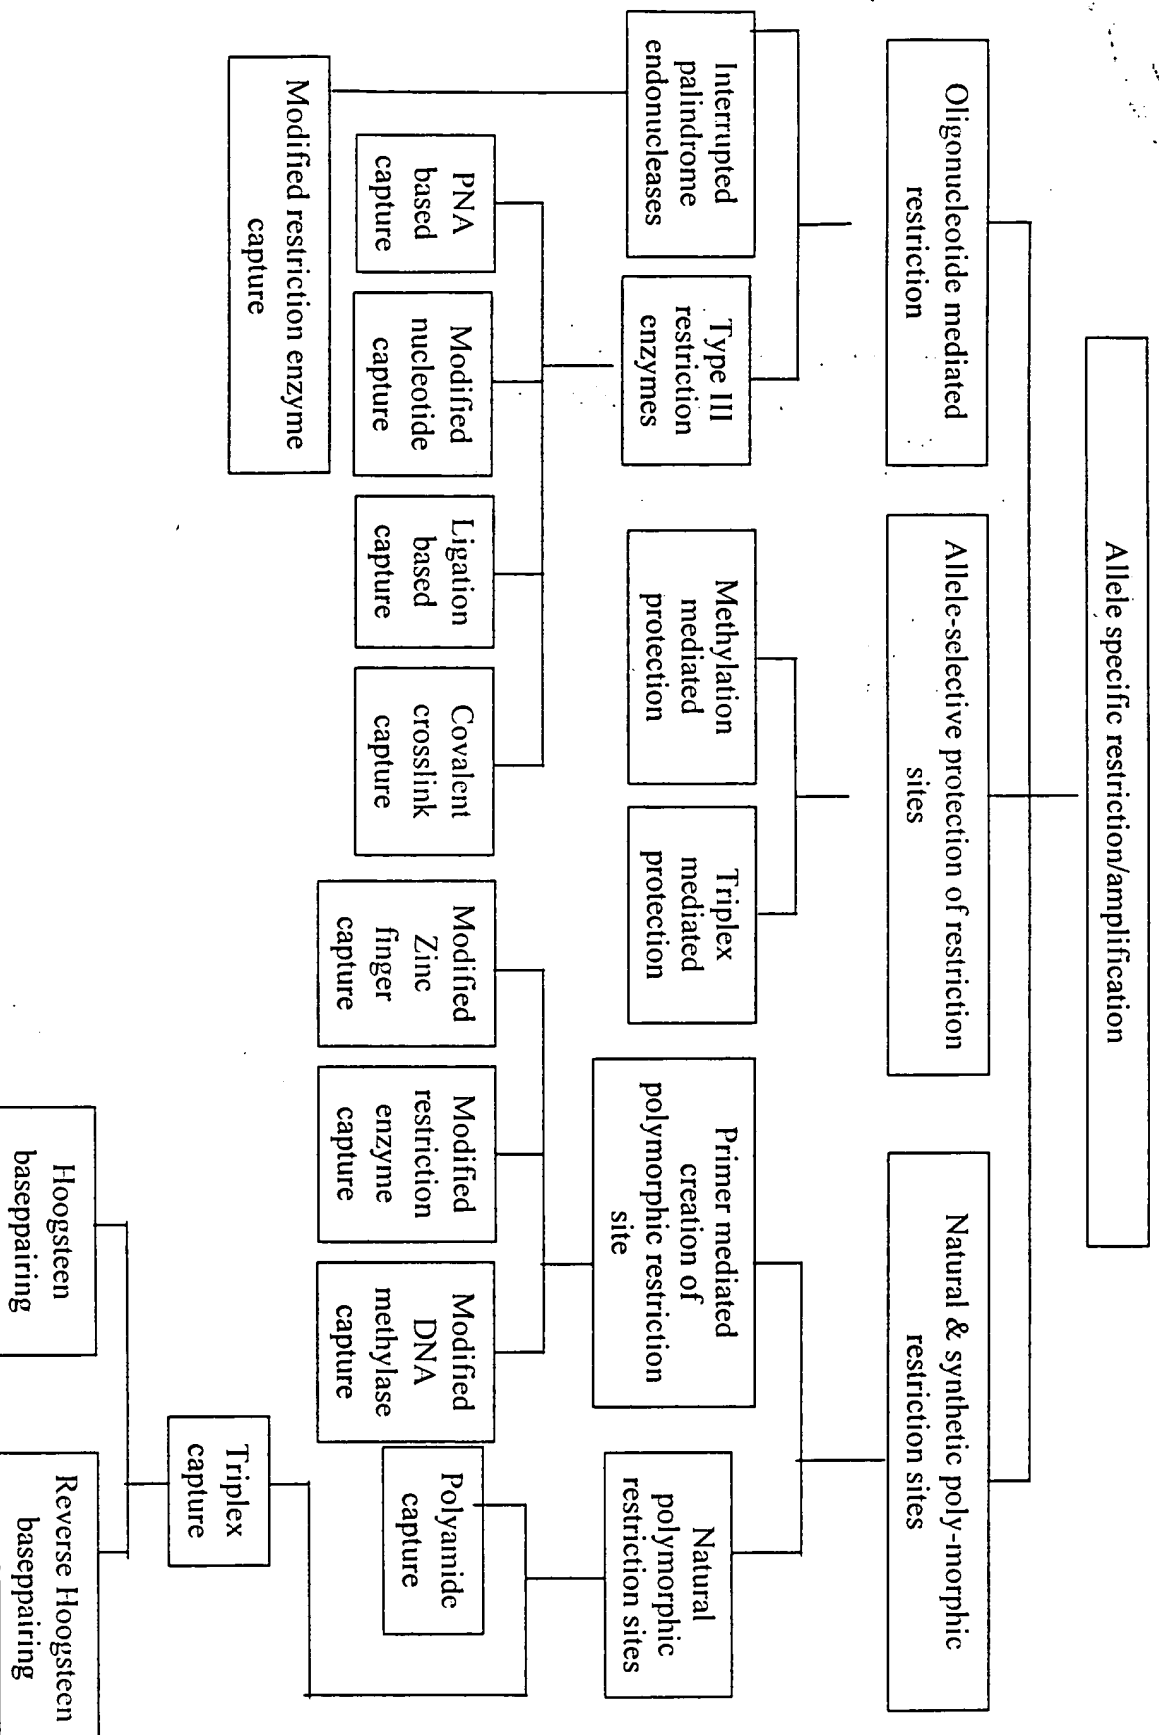 Allele specific restriction/amplification
Oligonucleotide mediated
restriction
Allele-selective protection of restriction
sites
Natural & synthetic poly-morphic
restriction sites
Interrupted
palindrome
endonucleases
Type III
restriction
enzymes
Methylation
mediated
protection
Triplex
mediated
protection
Primer mediated
creation of
polymorphic restriction
site
Natural
polymorphic
restriction sites
PNA
based
capture
Modified
nucleotide
capture
Ligation
based
capture
Covalent
crosslink
capture
Modified
Zinc
finger
capture
Modified
restriction
enzyme
capture
Modified
DNA
methylase
capture
Polyamide
capture
Modified restriction enzyme
capture
Triplex
capture
Hoogsteen
baseppairing
Reverse Hoogsteen
baseppairing